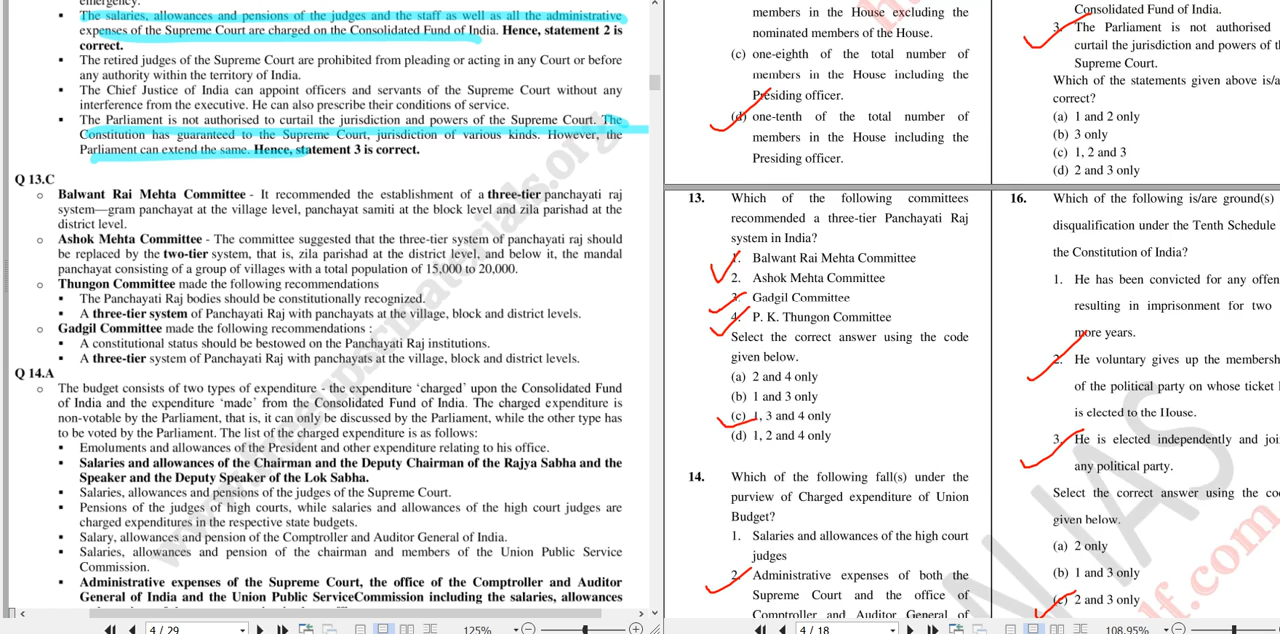 emergency.
▪ The salaries, allowances and pensions of the judges and the staff as well as all the administrative
expenses of the Supreme Court are charged on the Consolidated Fund of India. Hence, statement 2 is
correct.
▪ The retired judges of the Supreme Court are prohibited from pleading or acting in any Court or before
any authority within the territory of India.
▪ The Chief Justice of India can appoint officers and servants of the Supreme Court without any
interference from the executive. He can also prescribe their conditions of service.
▪ The Parliament is not authorised to curtail the jurisdiction and powers of the Supreme Court. The
Constitution has guaranteed to the Supreme Court, jurisdiction of various kinds. However, the
Parliament can extend the same. Hence, statement 3 is correct.
Q 13.C
o Balwant Rai Mehta Committee - It recommended the establishment of a three-tier panchayati raj
system—gram panchayat at the village level, panchayat samiti at the block level and zila parishad at the
district level.
o Ashok Mehta Committee - The committee suggested that the three-tier system of panchayati raj should
be replaced by the two-tier system, that is, zila parishad at the district level, and below it, the mandal
panchayat consisting of a group of villages with a total population of 15,000 to 20,000.
o Thungon Committee made the following recommendations
▪ The Panchayati Raj bodies should be constitutionally recognized.
▪ A three-tier system of Panchayati Raj with panchayats at the village, block and district levels.
o Gadgil Committee made the following recommendations :
▪ A constitutional status should be bestowed on the Panchayati Raj institutions.
▪ A three-tier system of Panchayati Raj with panchayats at the village, block and district levels.
Q 14.A
o The budget consists of two types of expenditure - the expenditure ‘charged’ upon the Consolidated Fund
of India and the expenditure ‘made’ from the Consolidated Fund of India. The charged expenditure is
non-votable by the Parliament, that is, it can only be discussed by the Parliament, while the other type has
to be voted by the Parliament. The list of the charged expenditure is as follows:
▪ Emoluments and allowances of the President and other expenditure relating to his office.
▪ Salaries and allowances of the Chairman and the Deputy Chairman of the Rajya Sabha and the
Speaker and the Deputy Speaker of the Lok Sabha.
▪ Salaries, allowances and pensions of the judges of the Supreme Court.
▪ Pensions of the judges of high courts, while salaries and allowances of the high court judges are
charged expenditures in the respective state budgets.
▪ Salary, allowances and pension of the Comptroller and Auditor General of India.
▪ Salaries, allowances and pension of the chairman and members of the Union Public Service
Commission.
▪ Administrative expenses of the Supreme Court, the office of the Comptroller and Auditor
General of India and the Union Public ServiceCommission including the salaries, allowances
4 / 29
125%
members in the House excluding the
nominated members of the House.
(c) one-eighth of the total number of
members in the House including the
Presiding officer.
(d) one-tenth of the total number of
members in the House including the
Presiding officer.
13. Which of the following committees
recommended a three-tier Panchayati Raj
system in India?
1. Balwant Rai Mehta Committee
2. Ashok Mehta Committee
3. Gadgil Committee
4. P. K. Thungon Committee
Select the correct answer using the code
given below.
(a) 2 and 4 only
(b) 1 and 3 only
(c) 1, 3 and 4 only
(d) 1, 2 and 4 only
14. Which of the following fall(s) under the
purview of Charged expenditure of Union
Budget?
1. Salaries and allowances of the high court
judges
2. Administrative expenses of both the
Supreme Court and the office of
Comptroller and Auditor General of
Consolidated Fund of India.
3. The Parliament is not authorised
curtail the jurisdiction and powers of
Supreme Court.
Which of the statements given above
correct?
(a) 1 and 2 only
(b) 3 only
(c) 1, 2 and 3
(d) 2 and 3 only
16. Which of the following is/are ground(s)
disqualification under the Tenth Schedule
the Constitution of India?
1. He has been convicted for any
resulting in imprisonment for two
more years.
2. He voluntary gives up the
of the political party on whose ticket
is elected to the House.
3. He is elected independently and
any political party.
Select the correct answer using the
given below.
(a) 2 only
(b) 1 and 3 only
(c) 2 and 3 only
4 / 18
108.95%